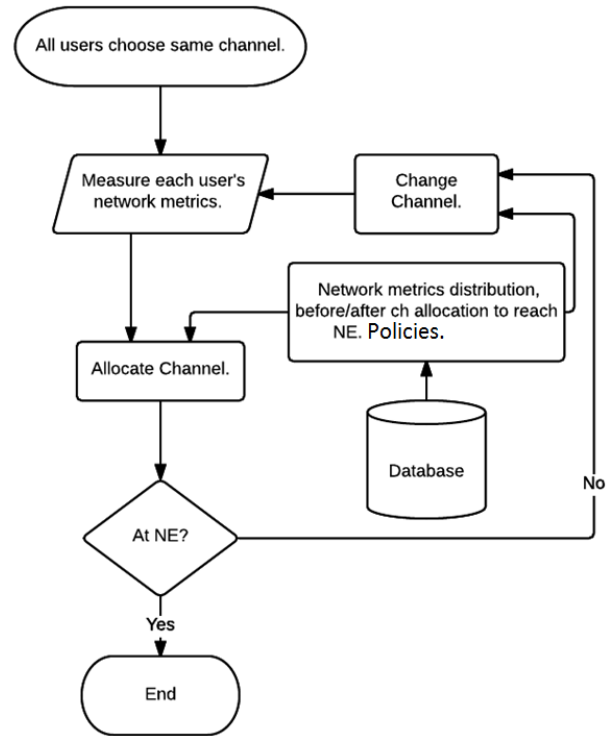 All users choose same channel.
Measure each user's
network metrics.
Change
Channel.
Network metrics distribution,
before/after ch allocation to reach
NE. Policies.
Allocate Channel.
Database
No
At NE?
Yes
End